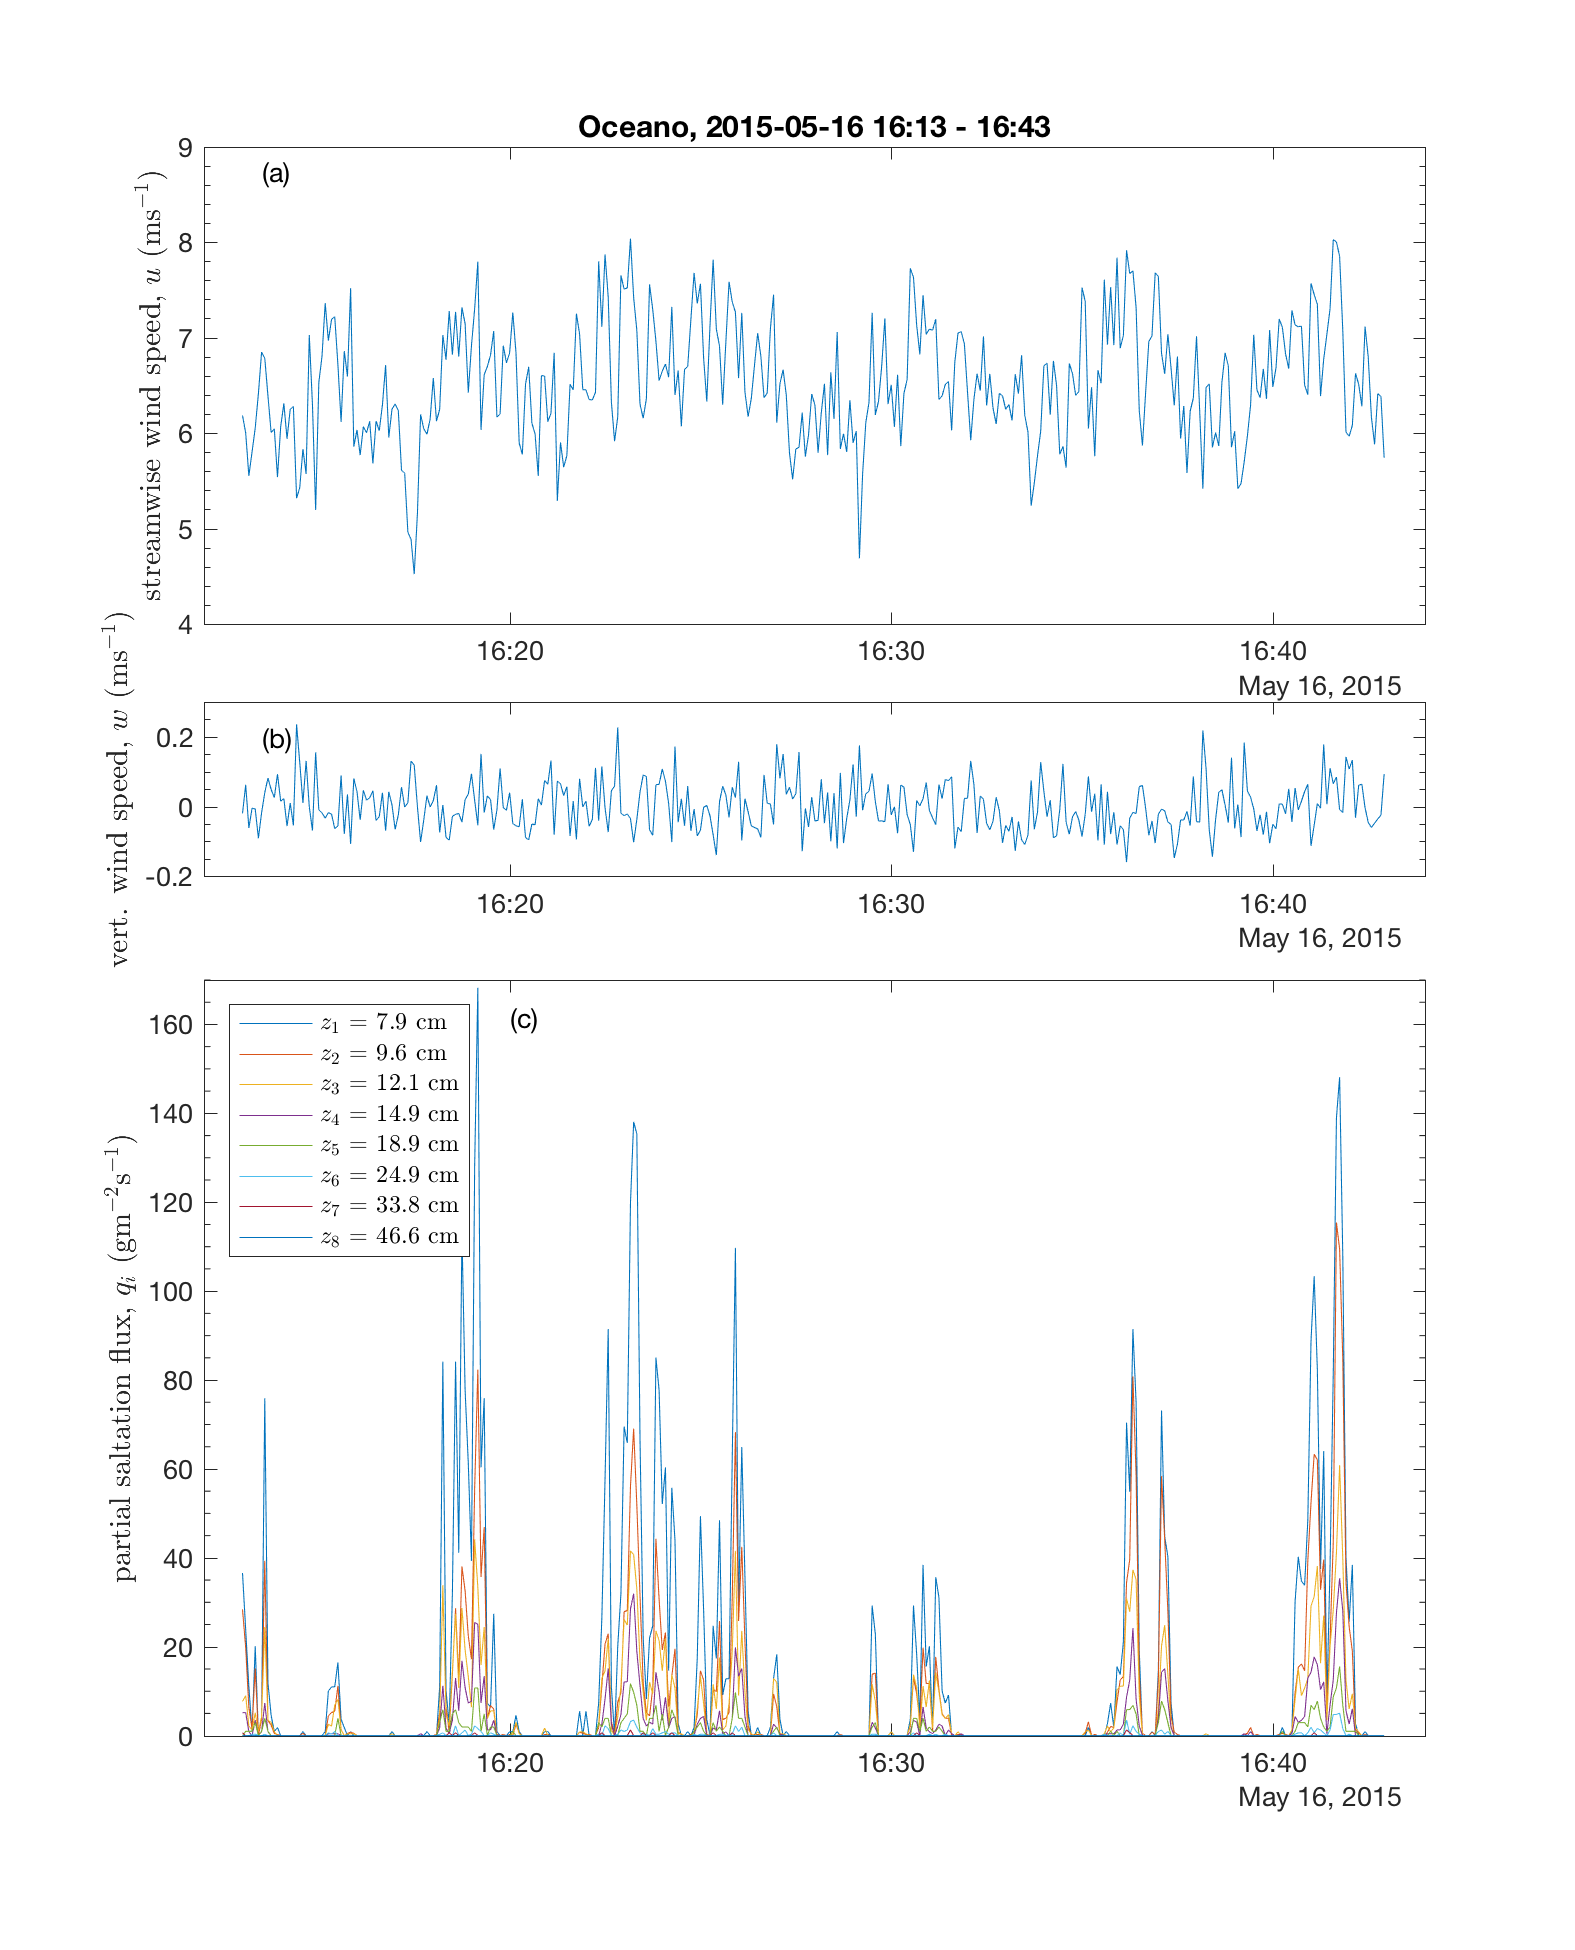 Oceano, 2015-05-16 16:13 - 16:43
(a)
streamwise wind speed, u (ms⁻¹)
9
8
7
6
5
4
16:20 16:30 16:40
May 16, 2015
(b)
vert. wind speed, w (ms⁻¹)
0.2
0
-0.2
16:20 16:30 16:40
May 16, 2015
(c)
partial saltation flux, qᵢ (gm⁻²s⁻¹)
160
140
120
100
80
60
40
20
0
z₁ = 7.9 cm
z₂ = 9.6 cm
z₃ = 12.1 cm
z₄ = 14.9 cm
z₅ = 18.9 cm
z₆ = 24.9 cm
z₇ = 33.8 cm
z₈ = 46.6 cm
16:20 16:30 16:40
May 16, 2015